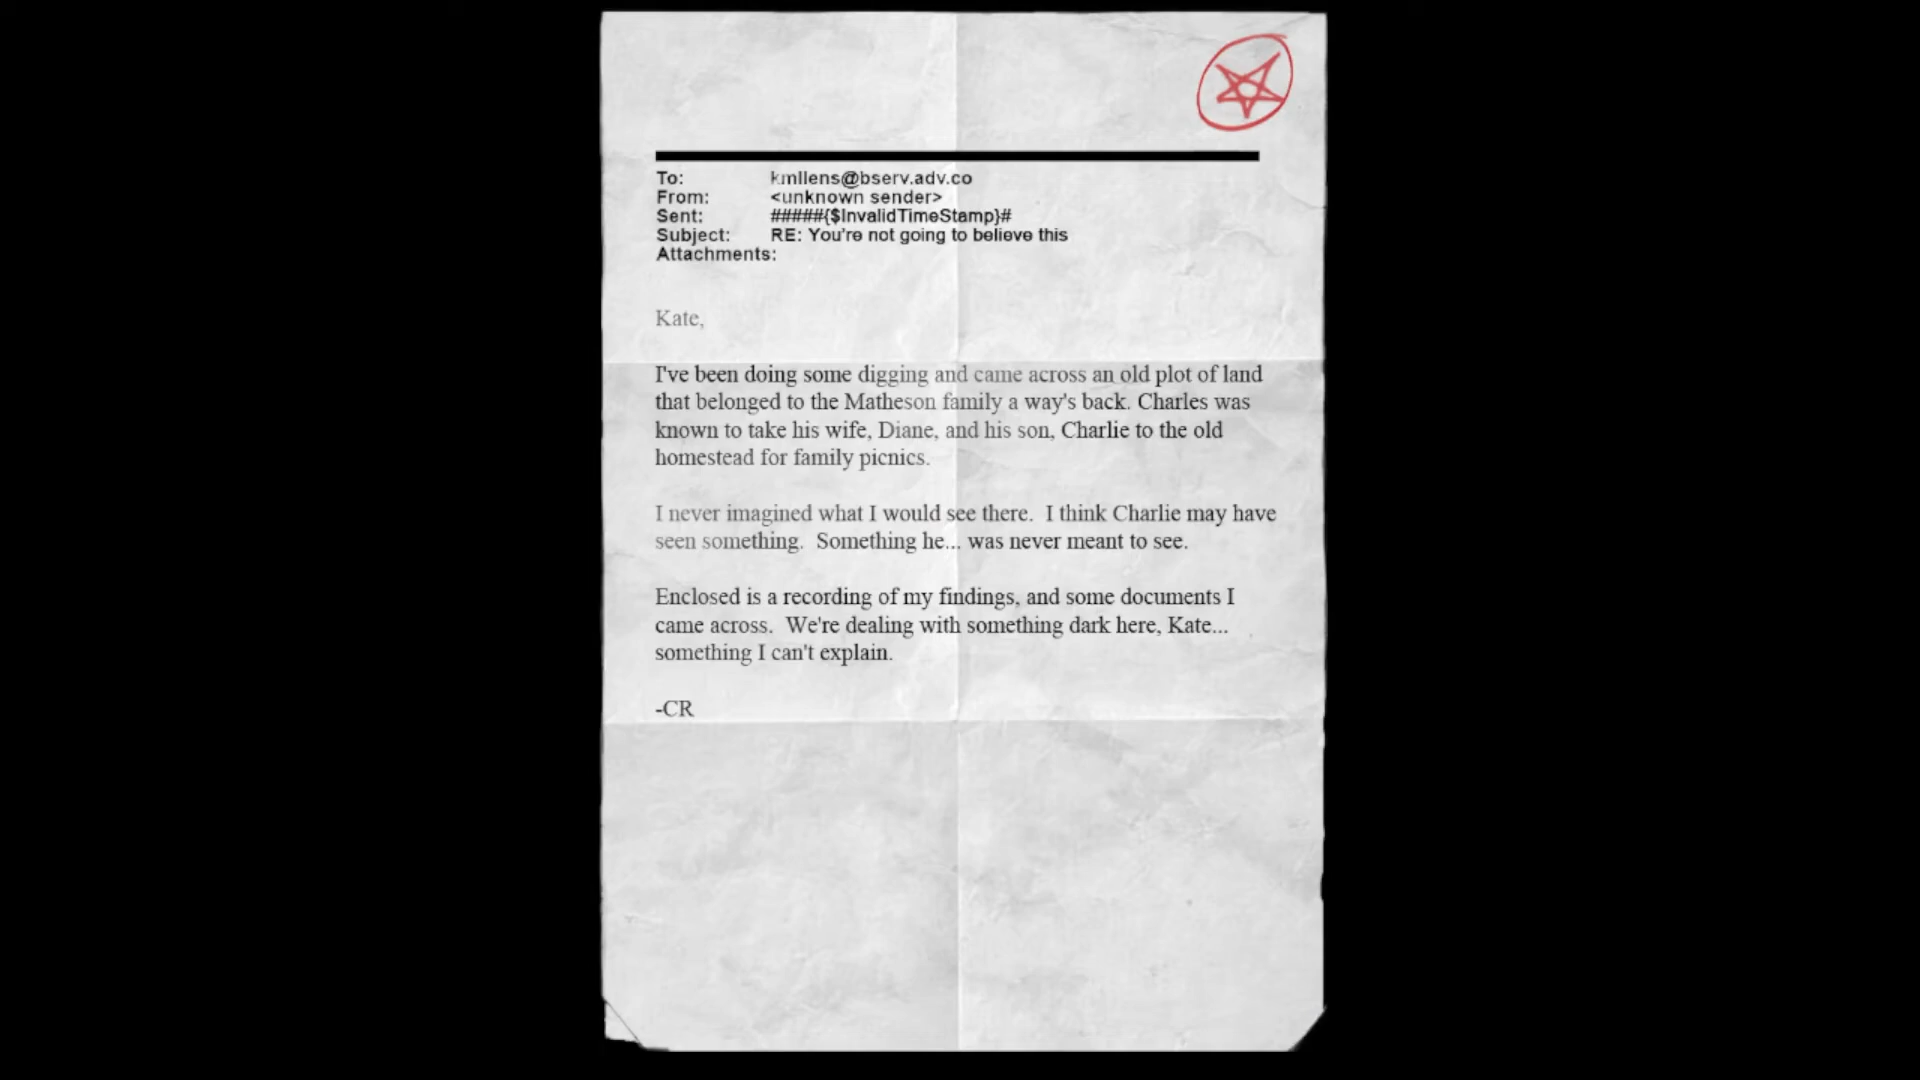 To: kmllens@bserv.adv.co
From: <unknown sender>
Sent: #####{$InvalidTimeStamp}#
Subject: RE: You're not going to believe this
Attachments:
Kate,
I've been doing some digging and came across an old plot of land
that belonged to the Matheson family a way's back. Charles was
known to take his wife, Diane, and his son, Charlie to the old
homestead for family picnics.
I never imagined what I would see there.  I think Charlie may have
seen something.  Something he... was never meant to see.
Enclosed is a recording of my findings, and some documents I
came across.  We're dealing with something dark here, Kate...
something I can't explain.
-CR